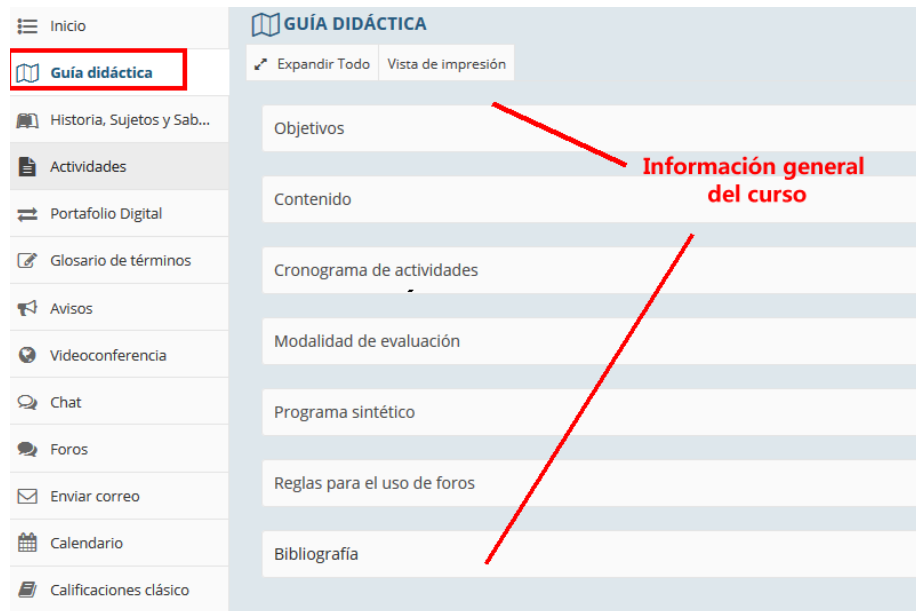 Inicio
Guía didáctica
Historia, Sujetos y Sab...
Actividades
Portafolio Digital
Glosario de términos
Avisos
Videoconferencia
Chat
Foros
Enviar correo
Calendario
Calificaciones clásico
GUÍA DIDÁCTICA
Expandir Todo Vista de impresión
Objetivos
Contenido
Cronograma de actividades
Modalidad de evaluación
Programa sintético
Reglas para el uso de foros
Bibliografía
Información general
del curso